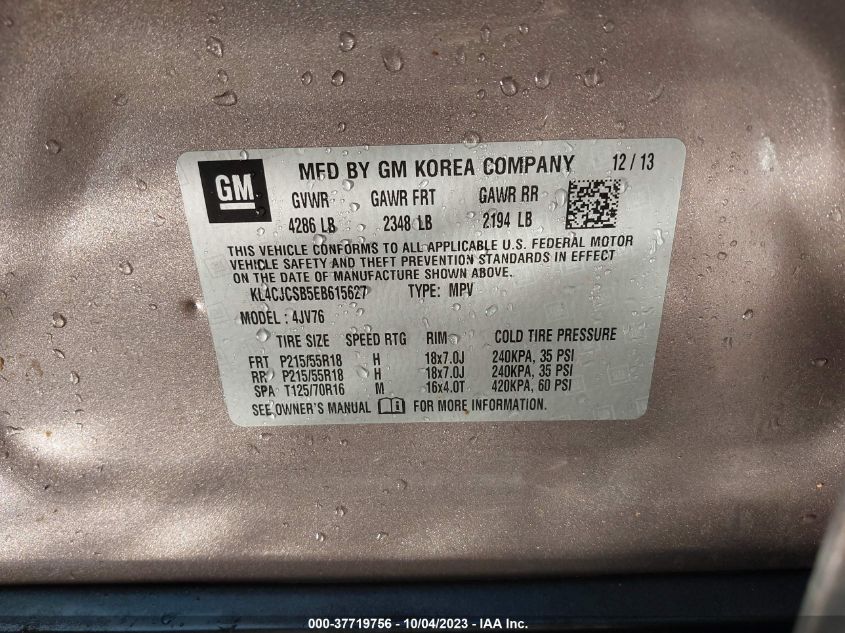 GM
MFD BY GM KOREA COMPANY 12 / 13
GVWR GAWR FRT GAWR RR
4286 LB 2348 LB 2194 LB
THIS VEHICLE CONFORMS TO ALL APPLICABLE U.S. FEDERAL MOTOR
VEHICLE SAFETY AND THEFT PREVENTION STANDARDS IN EFFECT
ON THE DATE OF MANUFACTURE SHOWN ABOVE.
KL4CJCSB5EB615627 TYPE: MPV
MODEL : 4JV76
TIRE SIZE SPEED RTG RIM COLD TIRE PRESSURE
FRT P215/55R18 H 18x7.0J 240KPA, 35 PSI
RR P215/55R18 H 18x7.0J 240KPA, 35 PSI
SPA T125/70R16 M 16x4.0T 420KPA, 60 PSI
SEE OWNER'S MANUAL FOR MORE INFORMATION.
000-37719756 - 10/04/2023 - IAA Inc.